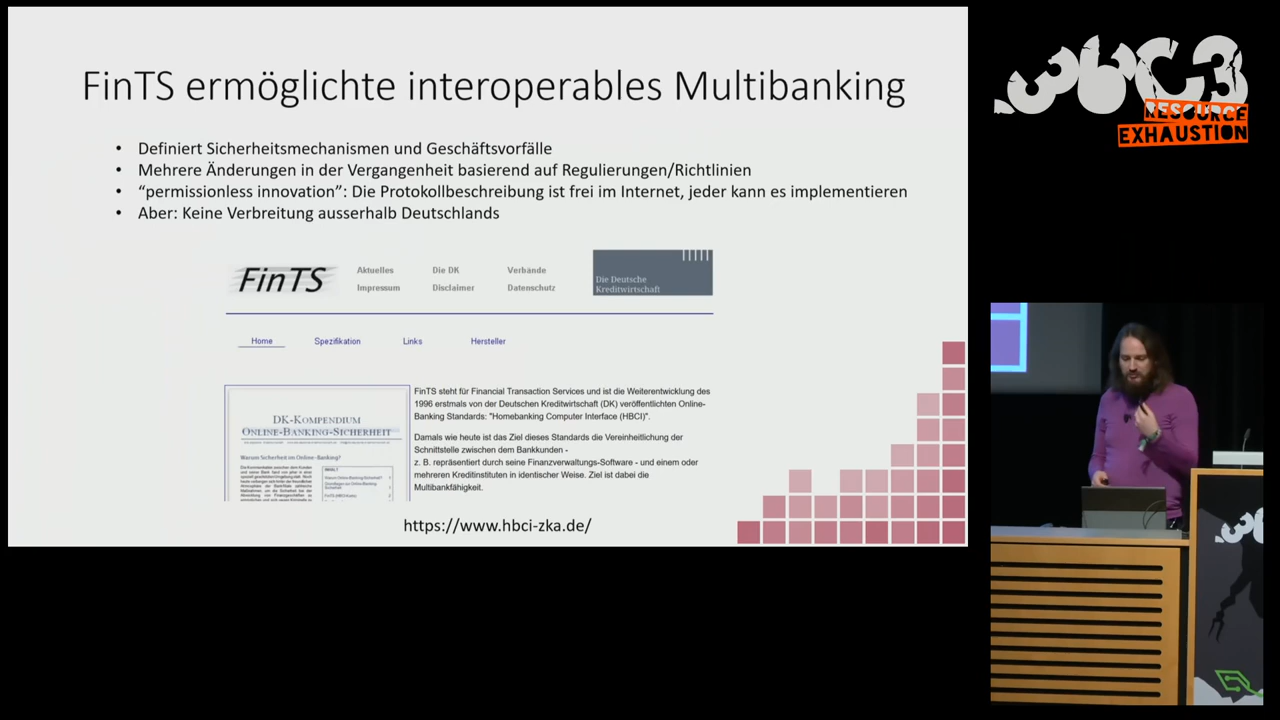 FinTS ermöglichte interoperables Multibanking
• Definiert Sicherheitsmechanismen und Geschäftsvorfälle
• Mehrere Änderungen in der Vergangenheit basierend auf Regulierungen/Richtlinien
• “permissionless innovation”: Die Protokollbeschreibung ist frei im Internet, jeder kann es implementieren
• Aber: Keine Verbreitung ausserhalb Deutschlands
FinTS
Aktuelles Die DK Verbände
Impressum Disclaimer Datenschutz
Die Deutsche
Kreditwirtschaft
Home Spezifikation Links Hersteller
DK-KOMPENDIUM
ONLINE-BANKING-SICHERHEIT
Warum Sicherheit im Online-Banking?
FinTS steht für Financial Transaction Services und ist die Weiterentwicklung des
1996 erstmals von der Deutschen Kreditwirtschaft (DK) veröffentlichten Online-
Banking Standards: "Homebanking Computer Interface (HBCI)".
Damals wie heute ist das Ziel dieses Standards die Vereinheitlichung der
Schnittstelle zwischen dem Bankkunden -
z. B. repräsentiert durch seine Finanzverwaltungs-Software - und einem oder
mehreren Kreditinstituten in identischer Weise. Ziel ist dabei die
Multibankfähigkeit.
https://www.hbci-zka.de/
36C3
RESOURCE
EXHAUSTION